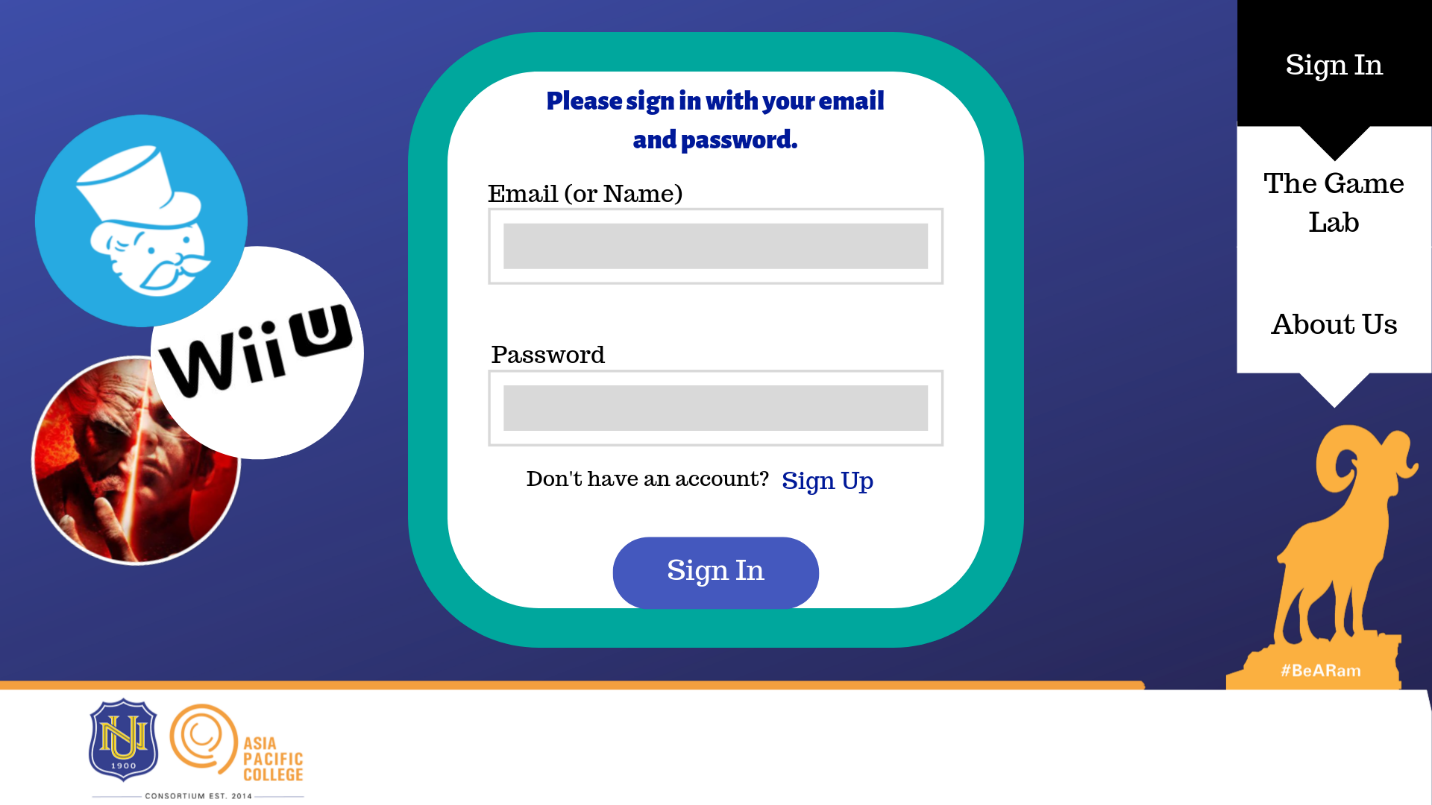 Please sign in with your email
and password.
Email (or Name)
Password
Don't have an account? Sign Up
Sign In
Wii U
Sign In
The Game
Lab
About Us
#BeARam
NU
1900
ASIA
PACIFIC
COLLEGE
CONSORTIUM EST. 2014